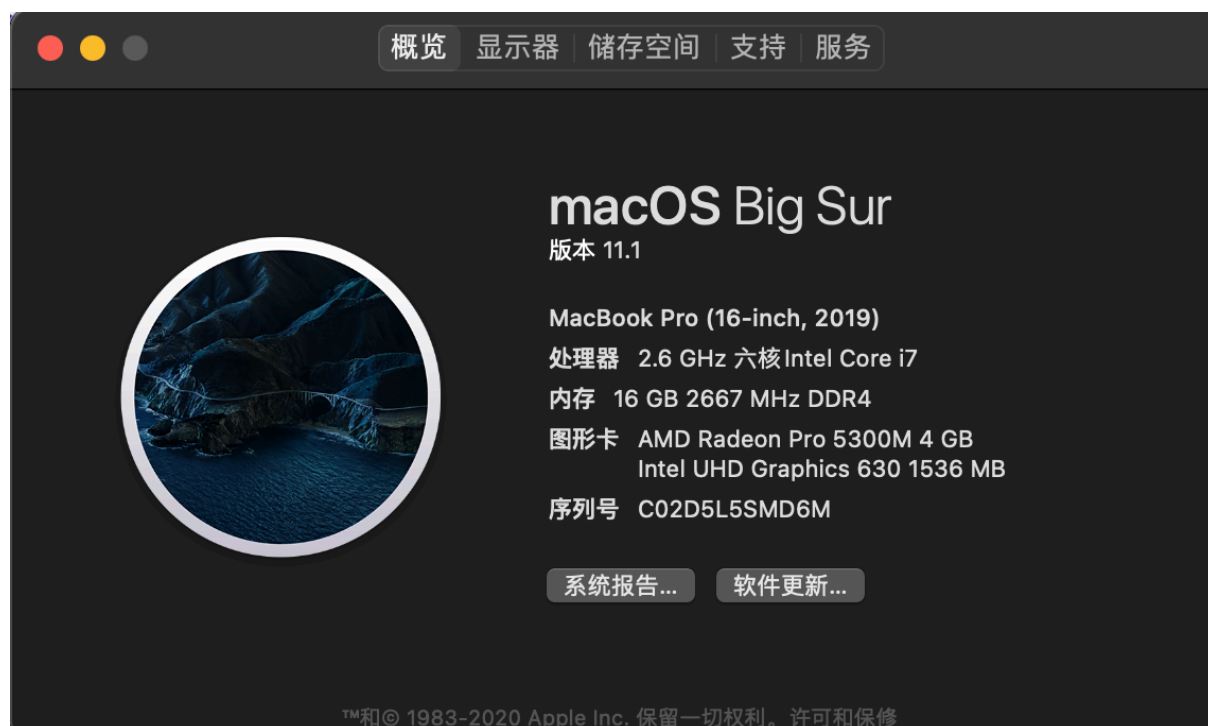 概览 显示器 储存空间 支持 服务
macOS Big Sur
版本 11.1
MacBook Pro (16-inch, 2019)
处理器 2.6 GHz 六核Intel Core i7
内存 16 GB 2667 MHz DDR4
图形卡 AMD Radeon Pro 5300M 4 GB
Intel UHD Graphics 630 1536 MB
序列号 C02D5L5SMD6M
系统报告... 软件更新...
™和© 1983-2020 Apple Inc. 保留一切权利。许可和保修